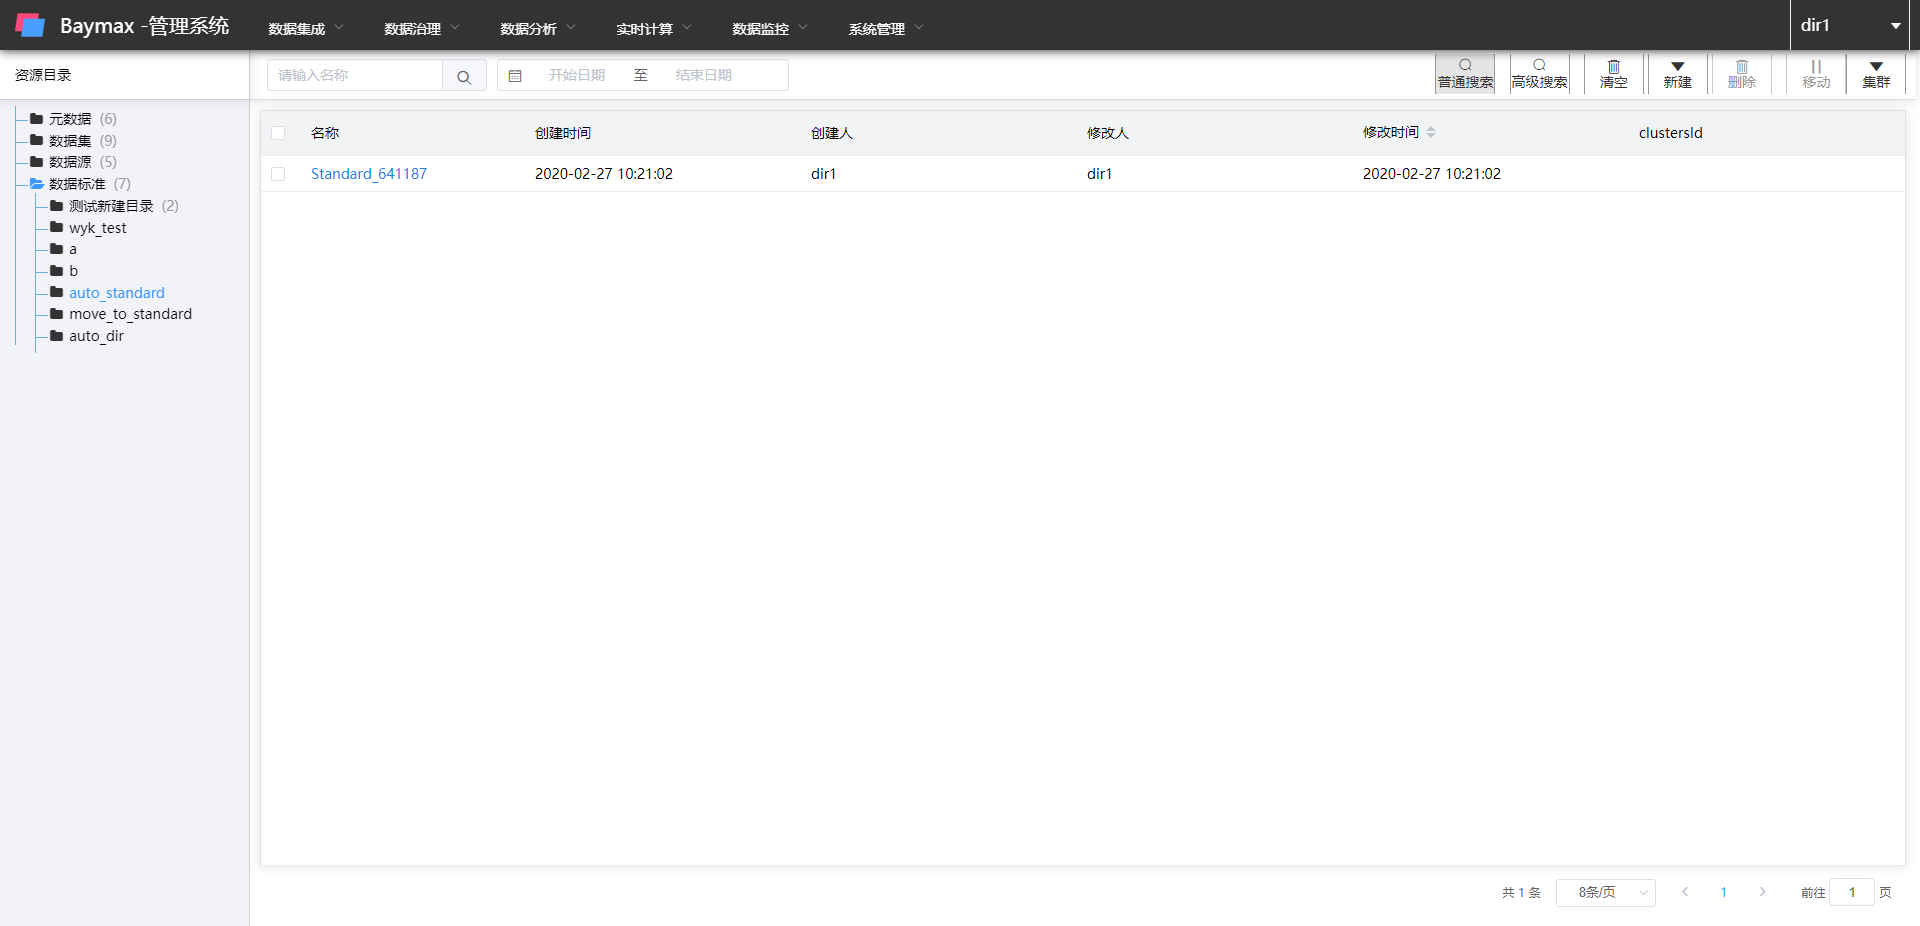 Baymax -管理系统 数据集成 数据治理 数据分析 实时计算 数据监控 系统管理 dir1
资源目录 请输入名称 开始日期 至 结束日期 普通搜索 高级搜索 清空 新建 删除 移动 集群
元数据 (6)
数据集 (9)
数据源 (5)
数据标准 (7)
测试新建目录 (2)
wyk_test
a
b
auto_standard
move_to_standard
auto_dir
名称 创建时间 创建人 修改人 修改时间 clustersId
Standard_641187 2020-02-27 10:21:02 dir1 dir1 2020-02-27 10:21:02
共 1 条 8条/页 1 前往 1 页